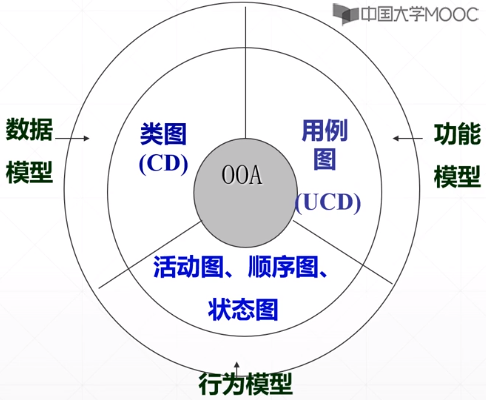 中国大学MOOC
数据
模型
类图
(CD)
OOA
用例
图
(UCD)
功能
模型
活动图、顺序图、
状态图
行为模型